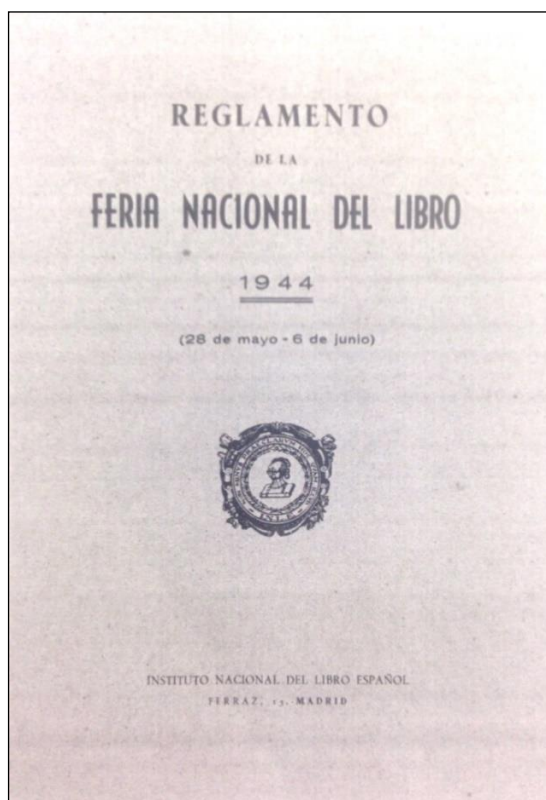 REGLAMENTO
DE LA
FERIA NACIONAL DEL LIBRO
1944
(28 de mayo - 6 de junio)
I.N.L.E.
INSTITUTO NACIONAL DEL LIBRO ESPAÑOL
FERRAZ, 13. MADRID